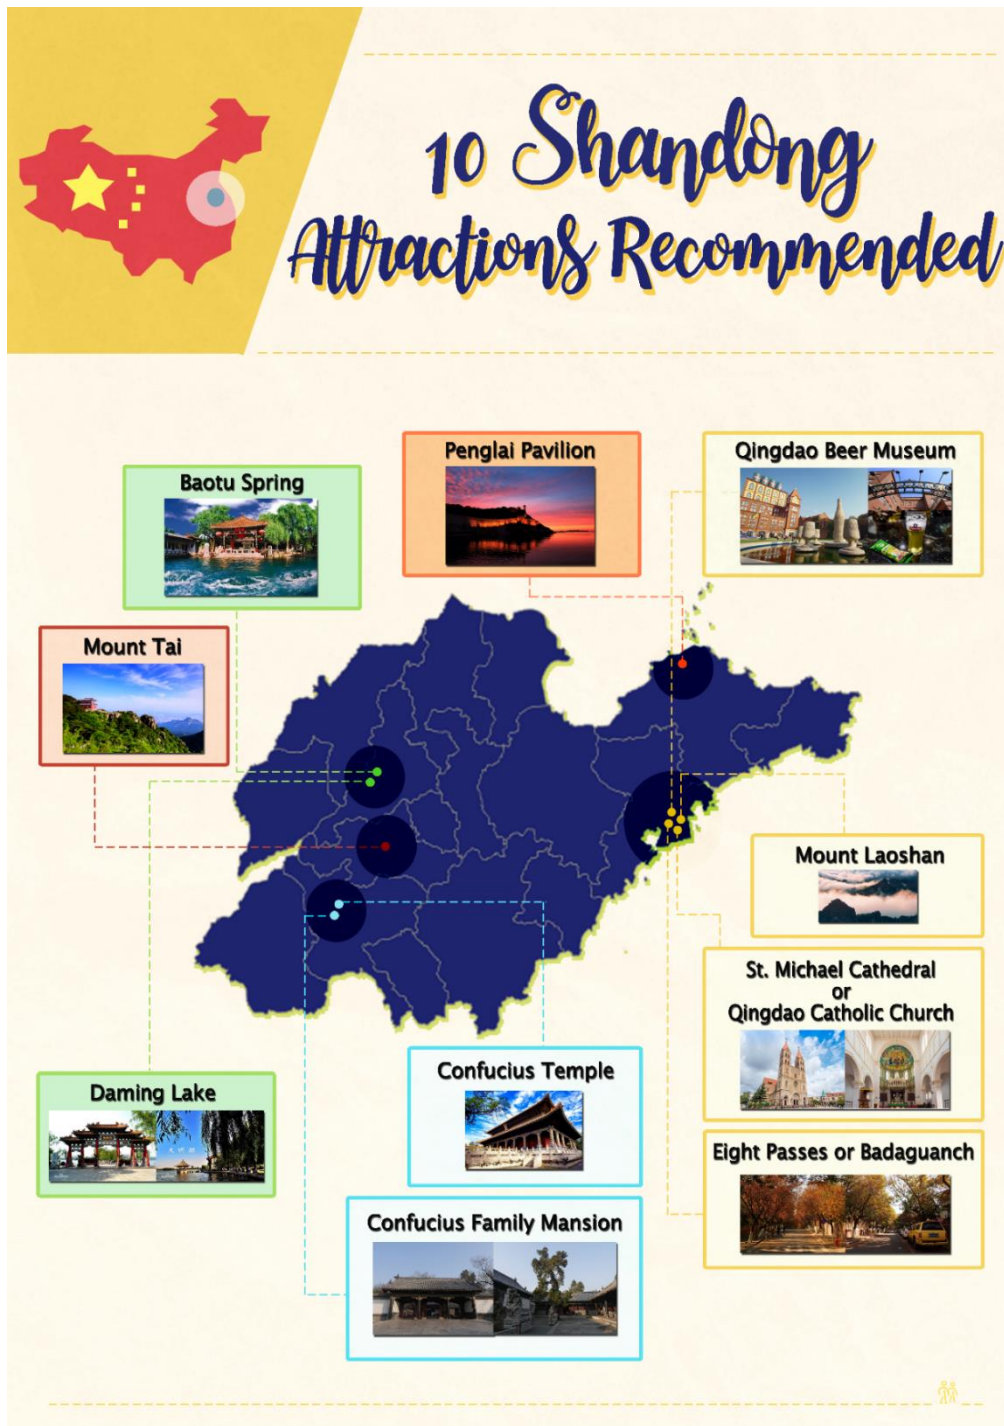 10 Shandong
Attractions Recommended
Penglai Pavilion
Qingdao Beer Museum
Baotu Spring
Mount Tai
Mount Laoshan
St. Michael Cathedral
or
Qingdao Catholic Church
Confucius Temple
Daming Lake
Eight Passes or Badaguanch
Confucius Family Mansion